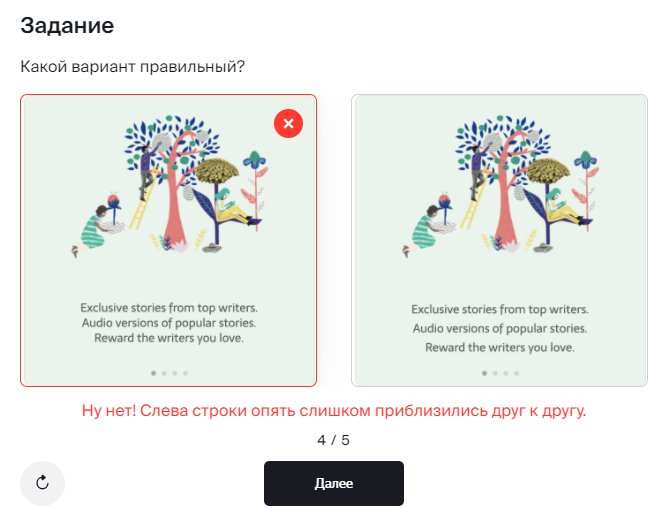 Задание
Какой вариант правильный?
Exclusive stories from top writers.
Audio versions of popular stories.
Reward the writers you love.
Exclusive stories from top writers.
Audio versions of popular stories.
Reward the writers you love.
Ну нет! Слева строки опять слишком приблизились друг к другу.
4 / 5
Далее